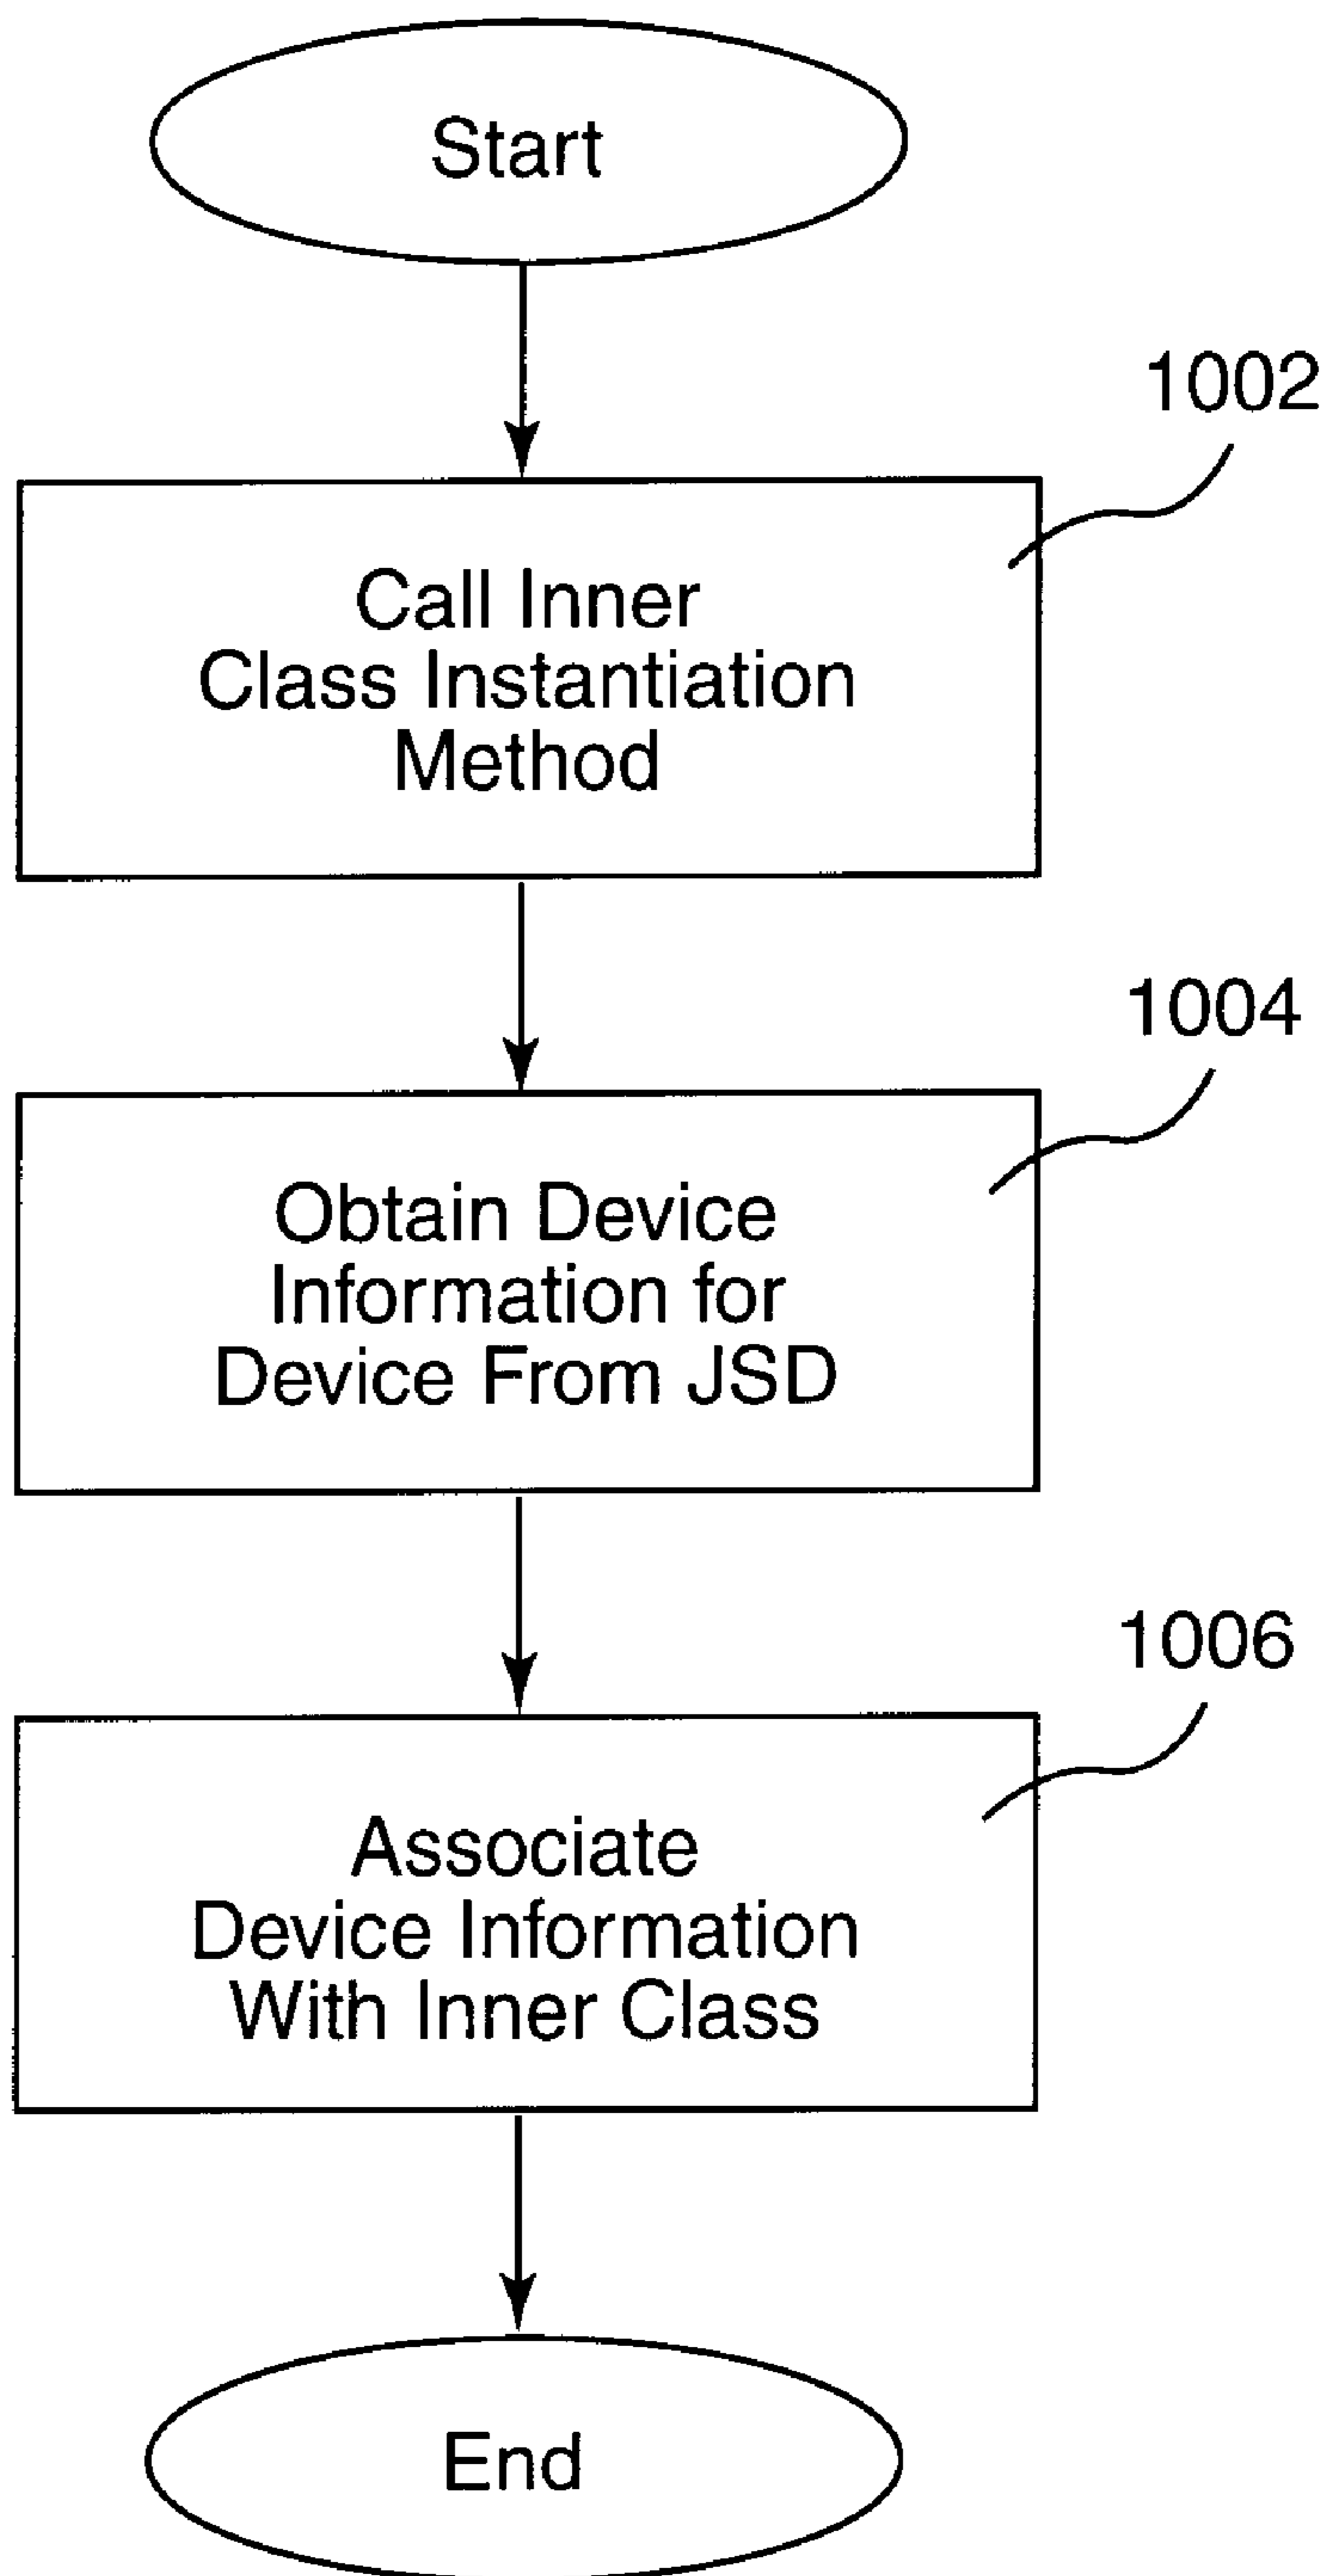 Start
1002
Call Inner
Class Instantiation
Method
1004
Obtain Device
Information for
Device From JSD
1006
Associate
Device Information
With Inner Class
End